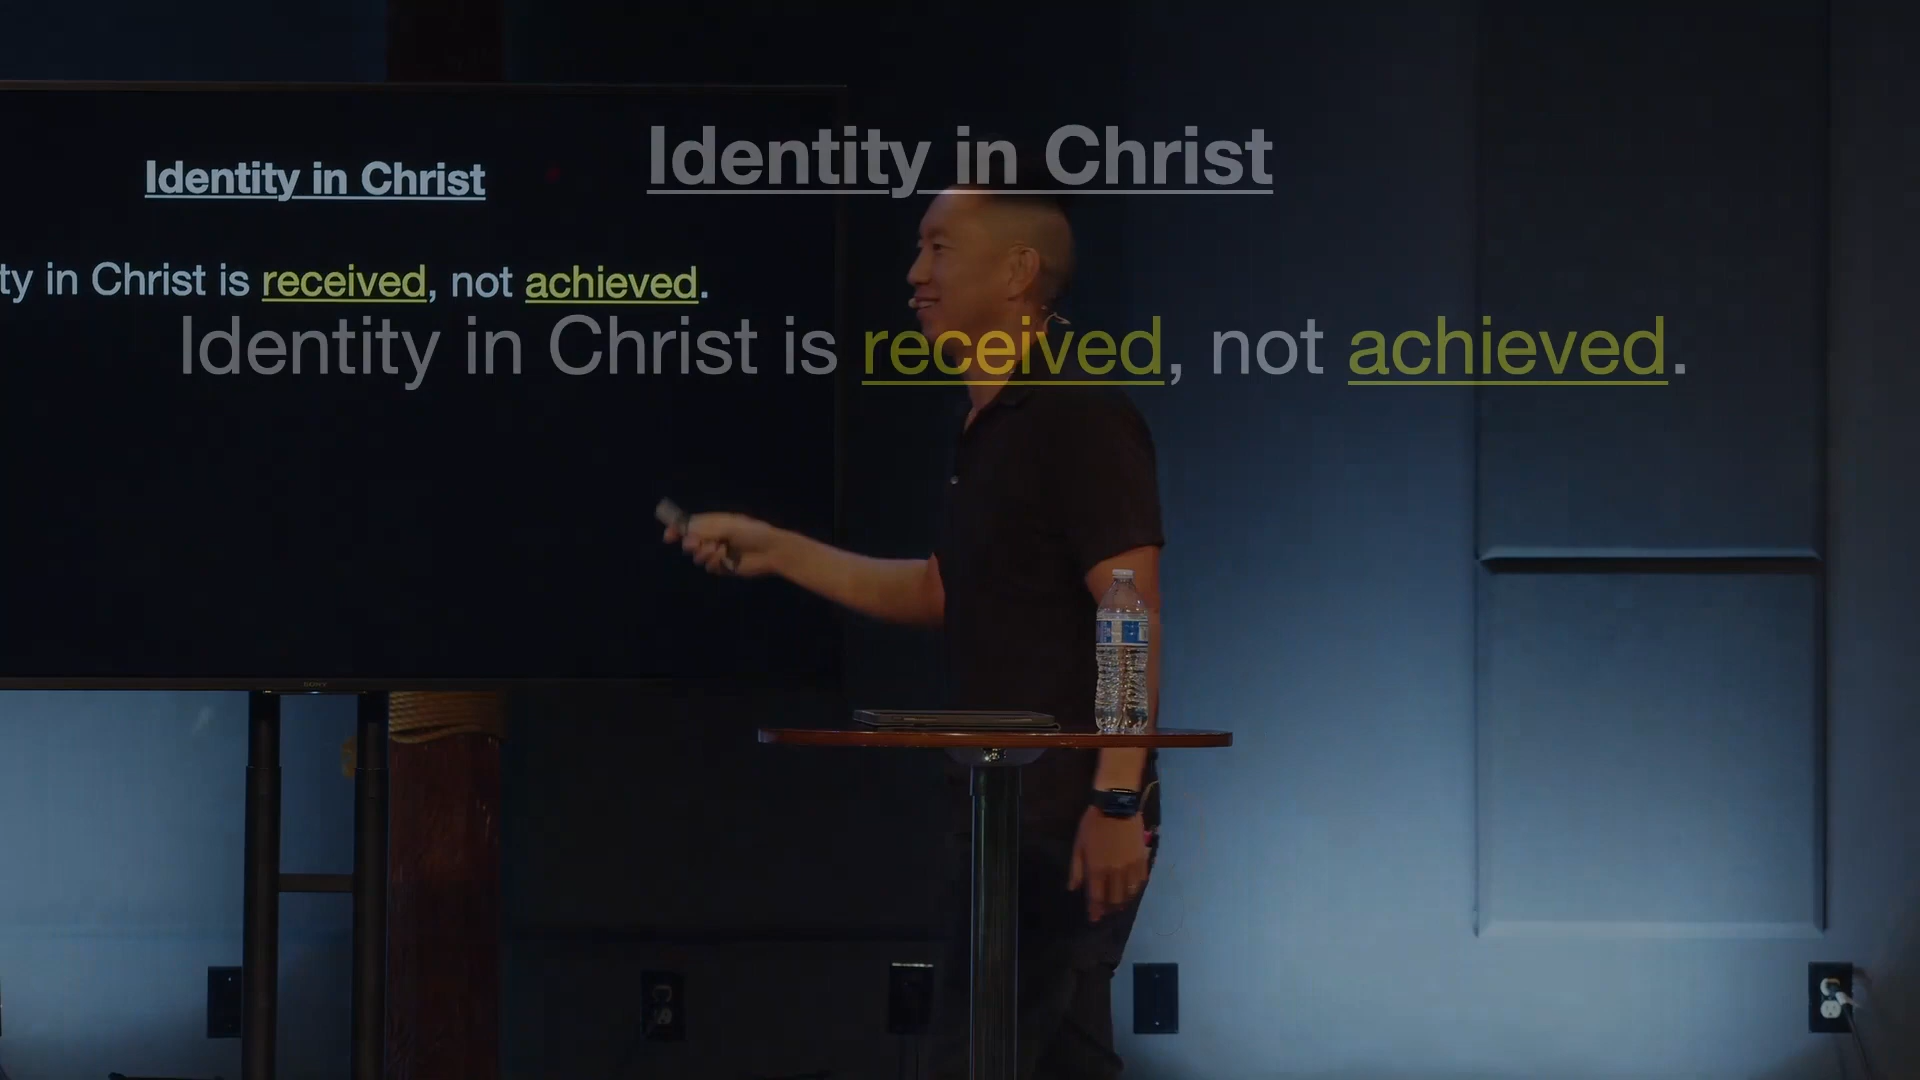 Identity in Christ
ty in Christ is received, not achieved.
Identity in Christ
Identity in Christ is received, not achieved.
SONY